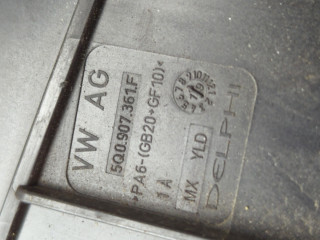 VW AG
5Q0.907.361.F
>PA6-(GB20+GF10)<
1A
MX YLD
DELPHI